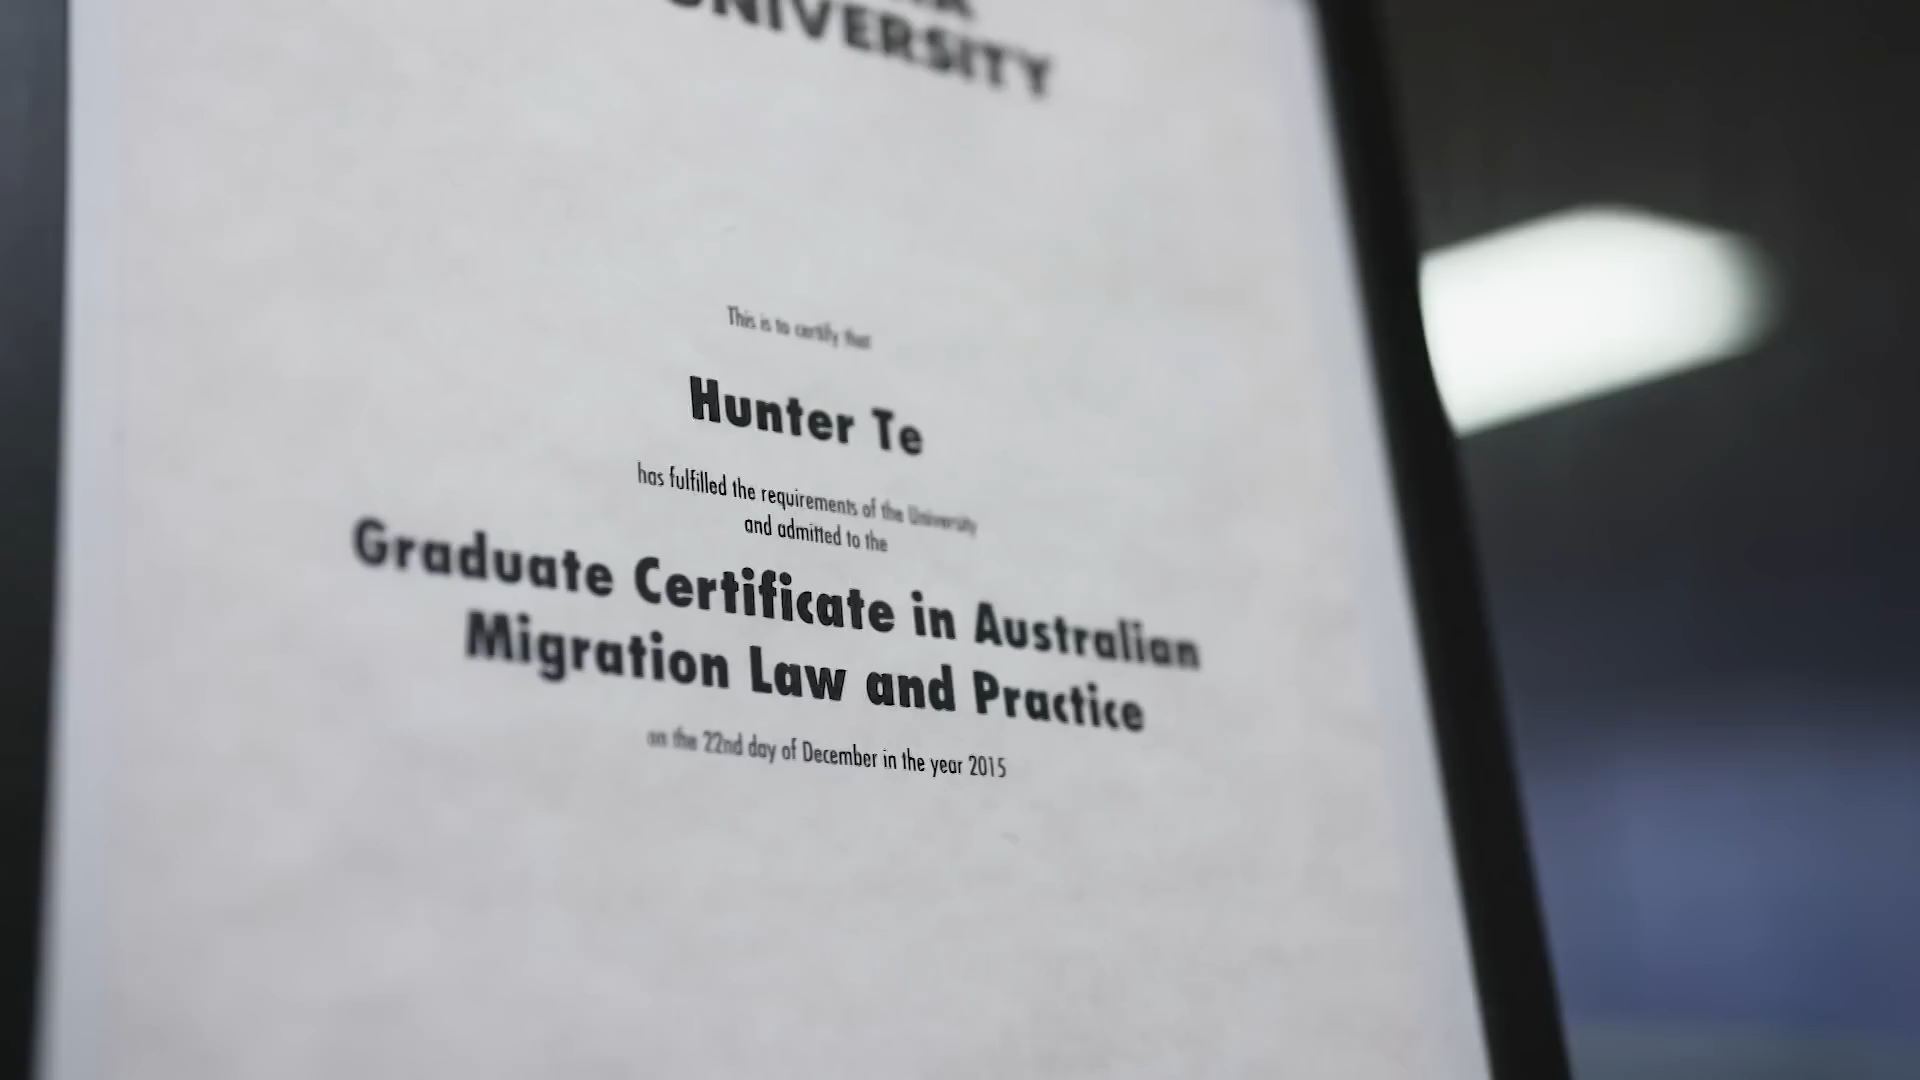 UNIVERSITY
This is to certify that
Hunter Te
has fulfilled the requirements of the University
and admitted to the
Graduate Certificate in Australian
Migration Law and Practice
on the 22nd day of December in the year 2015